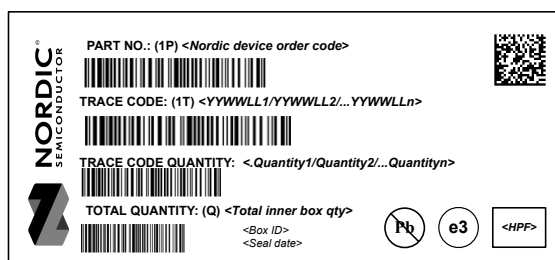 NORDIC®
SEMICONDUCTOR
PART NO.: (1P) <Nordic device order code>
TRACE CODE: (1T) <YYWWLL1/YYWWLL2/...YYWWLLn>
TRACE CODE QUANTITY: <.Quantity1/Quantity2/...Quantityn>
TOTAL QUANTITY: (Q) <Total inner box qty>
<Box ID>
<Seal date>
Pb
e3
<HPF>